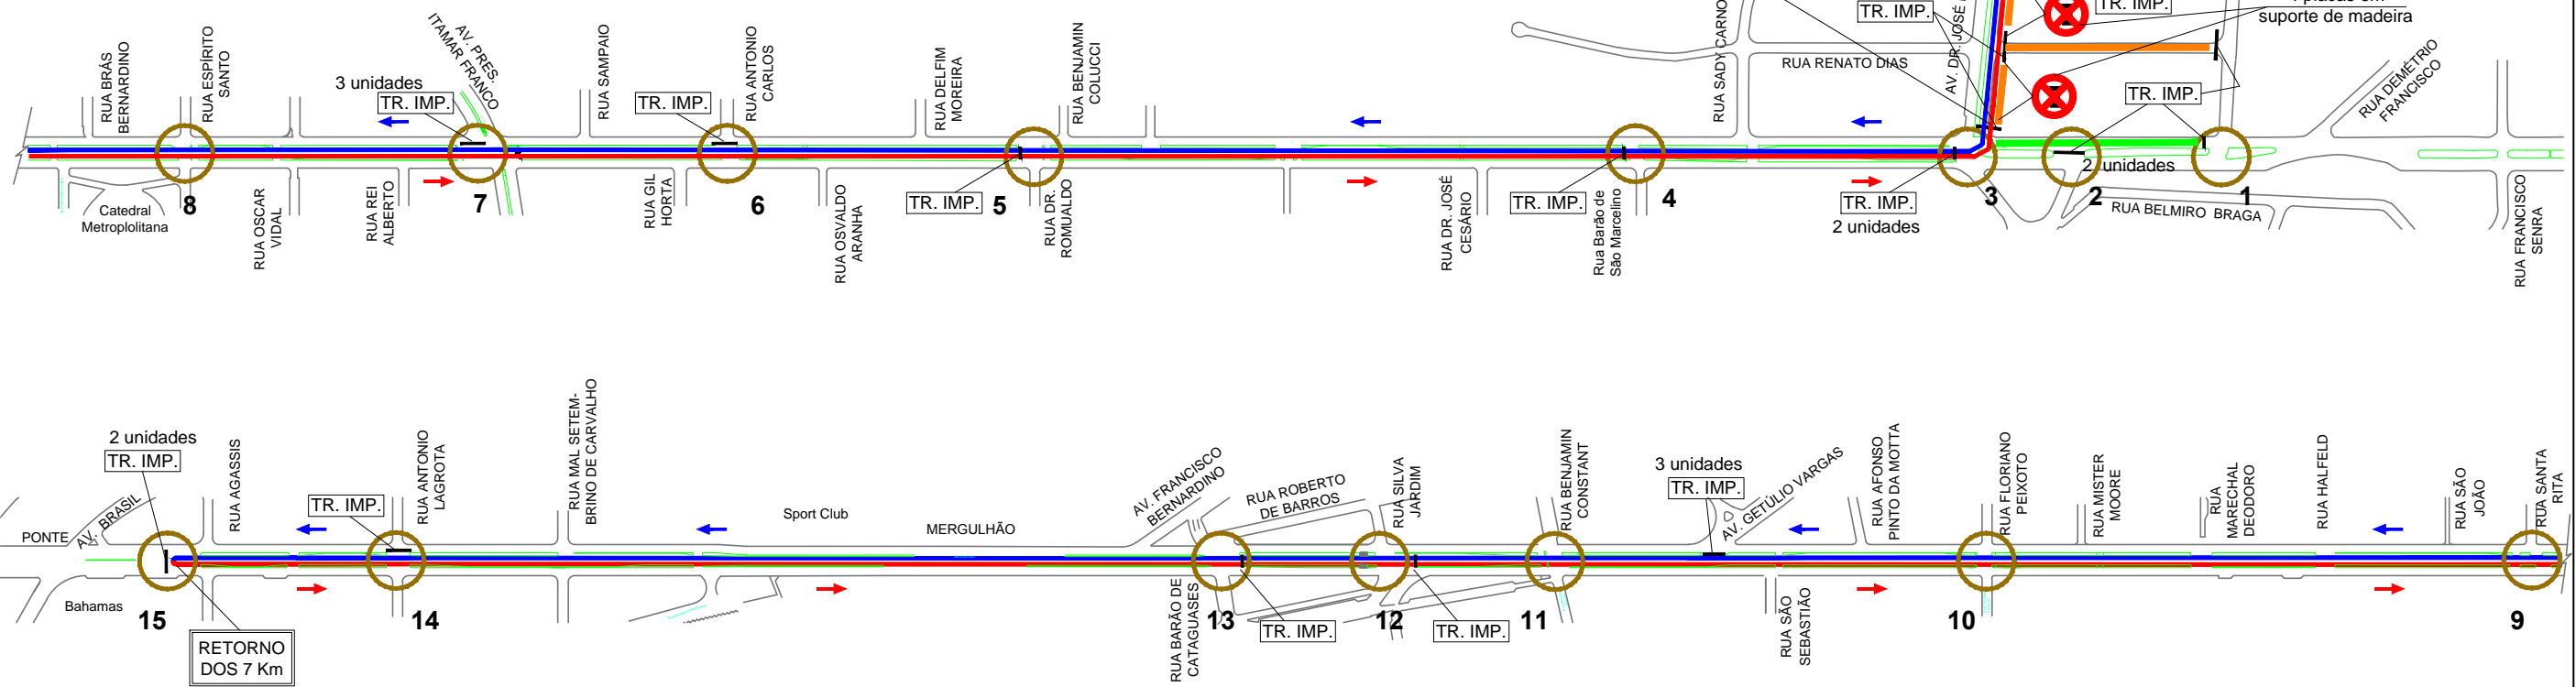 TR. IMP.
TR. IMP.
suporte de madeira
RUA BRÁS
BERNARDINO
RUA ESPÍRITO
SANTO
3 unidades
TR. IMP.
AV. PRES.
ITAMAR FRANCO
RUA SAMPAIO
TR. IMP.
RUA ANTONIO
CARLOS
RUA DELFIM
MOREIRA
RUA BENJAMIN
COLUCCI
RUA SADY CARNO
RUA RENATO DIAS
AV. DR. JOSÉ
TR. IMP.
RUA DEMÉTRIO
FRANCISCO
Catedral
Metroplolitana
8
RUA OSCAR
VIDAL
RUA REI
ALBERTO
7
RUA GIL
HORTA
6
RUA OSVALDO
ARANHA
TR. IMP.
5
RUA DR.
ROMUALDO
RUA DR. JOSÉ
CESÁRIO
TR. IMP.
Rua Barão de
São Marcelino
4
TR. IMP.
2 unidades
3
2 unidades
2
1
RUA BELMIRO BRAGA
RUA FRANCISCO
SENRA
2 unidades
TR. IMP.
PONTE
AV. BRASIL
RUA AGASSIS
TR. IMP.
RUA ANTONIO
LAGROTA
RUA MAL SETEM-
BRINO DE CARVALHO
Sport Club
MERGULHÃO
AV. FRANCISCO
BERNARDINO
RUA ROBERTO
DE BARROS
RUA SILVA
JARDIM
RUA BENJAMIN
CONSTANT
3 unidades
TR. IMP.
AV. GETÚLIO VARGAS
RUA AFONSO
PINTO DA MOTTA
RUA FLORIANO
PEIXOTO
RUA MISTER
MOORE
RUA
MARECHAL
DEODORO
RUA HALFELD
RUA SÃO
JOÃO
RUA SANTA
RITA
Bahamas
15
RETORNO
DOS 7 Km
14
RUA BARÃO DE
CATAGUASES
13
TR. IMP.
12
TR. IMP.
11
RUA SÃO
SEBASTIÃO
10
9